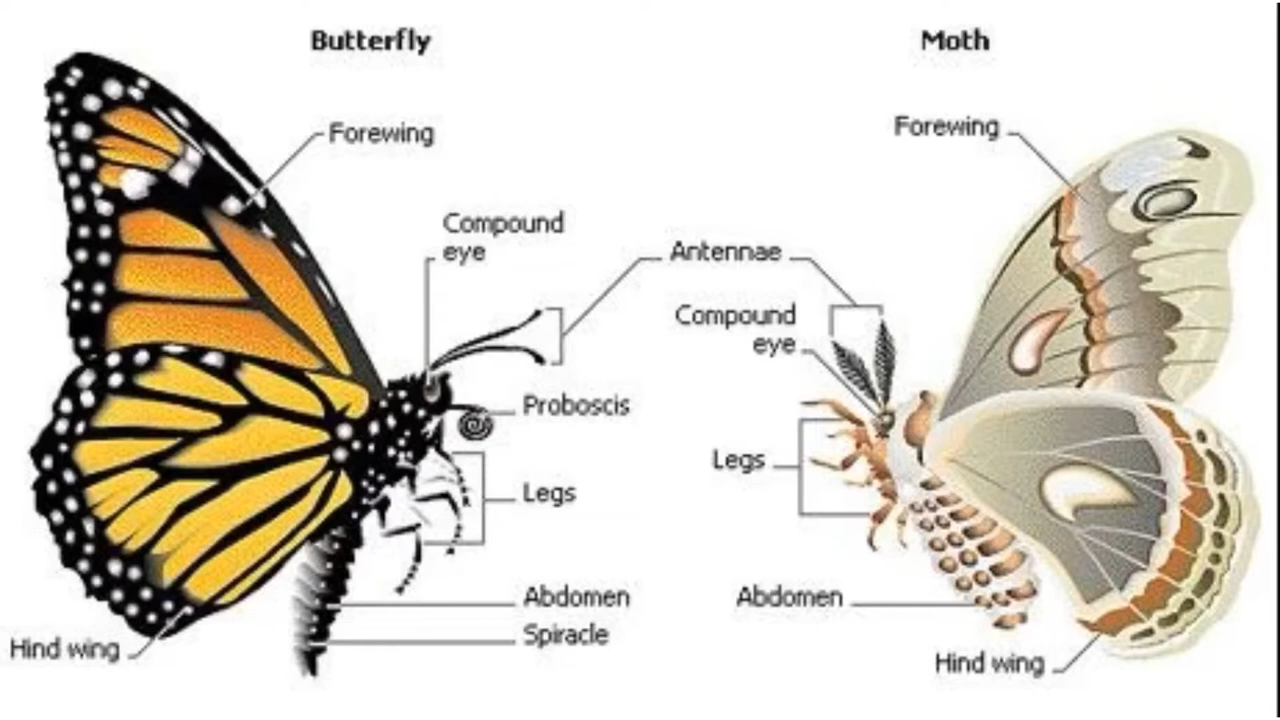 Butterfly
Moth
Forewing
Forewing
Compound
eye
Antennae
Compound
eye
Proboscis
Legs
Legs
Abdomen
Abdomen
Spiracle
Hind wing
Hind wing